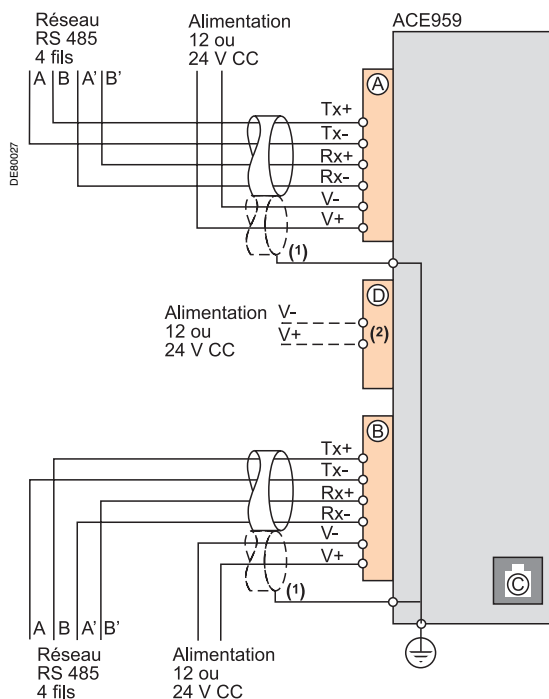 Réseau
RS 485
4 fils
A B A' B'
Alimentation
12 ou
24 V CC
ACE959
DE80027
A
Tx+
Tx-
Rx+
Rx-
V-
V+
(1)
D
Alimentation
12 ou
24 V CC
V-
V+
(2)
B
Tx+
Tx-
Rx+
Rx-
V-
V+
(1)
C
A B A' B'
Réseau
RS 485
4 fils
Alimentation
12 ou
24 V CC